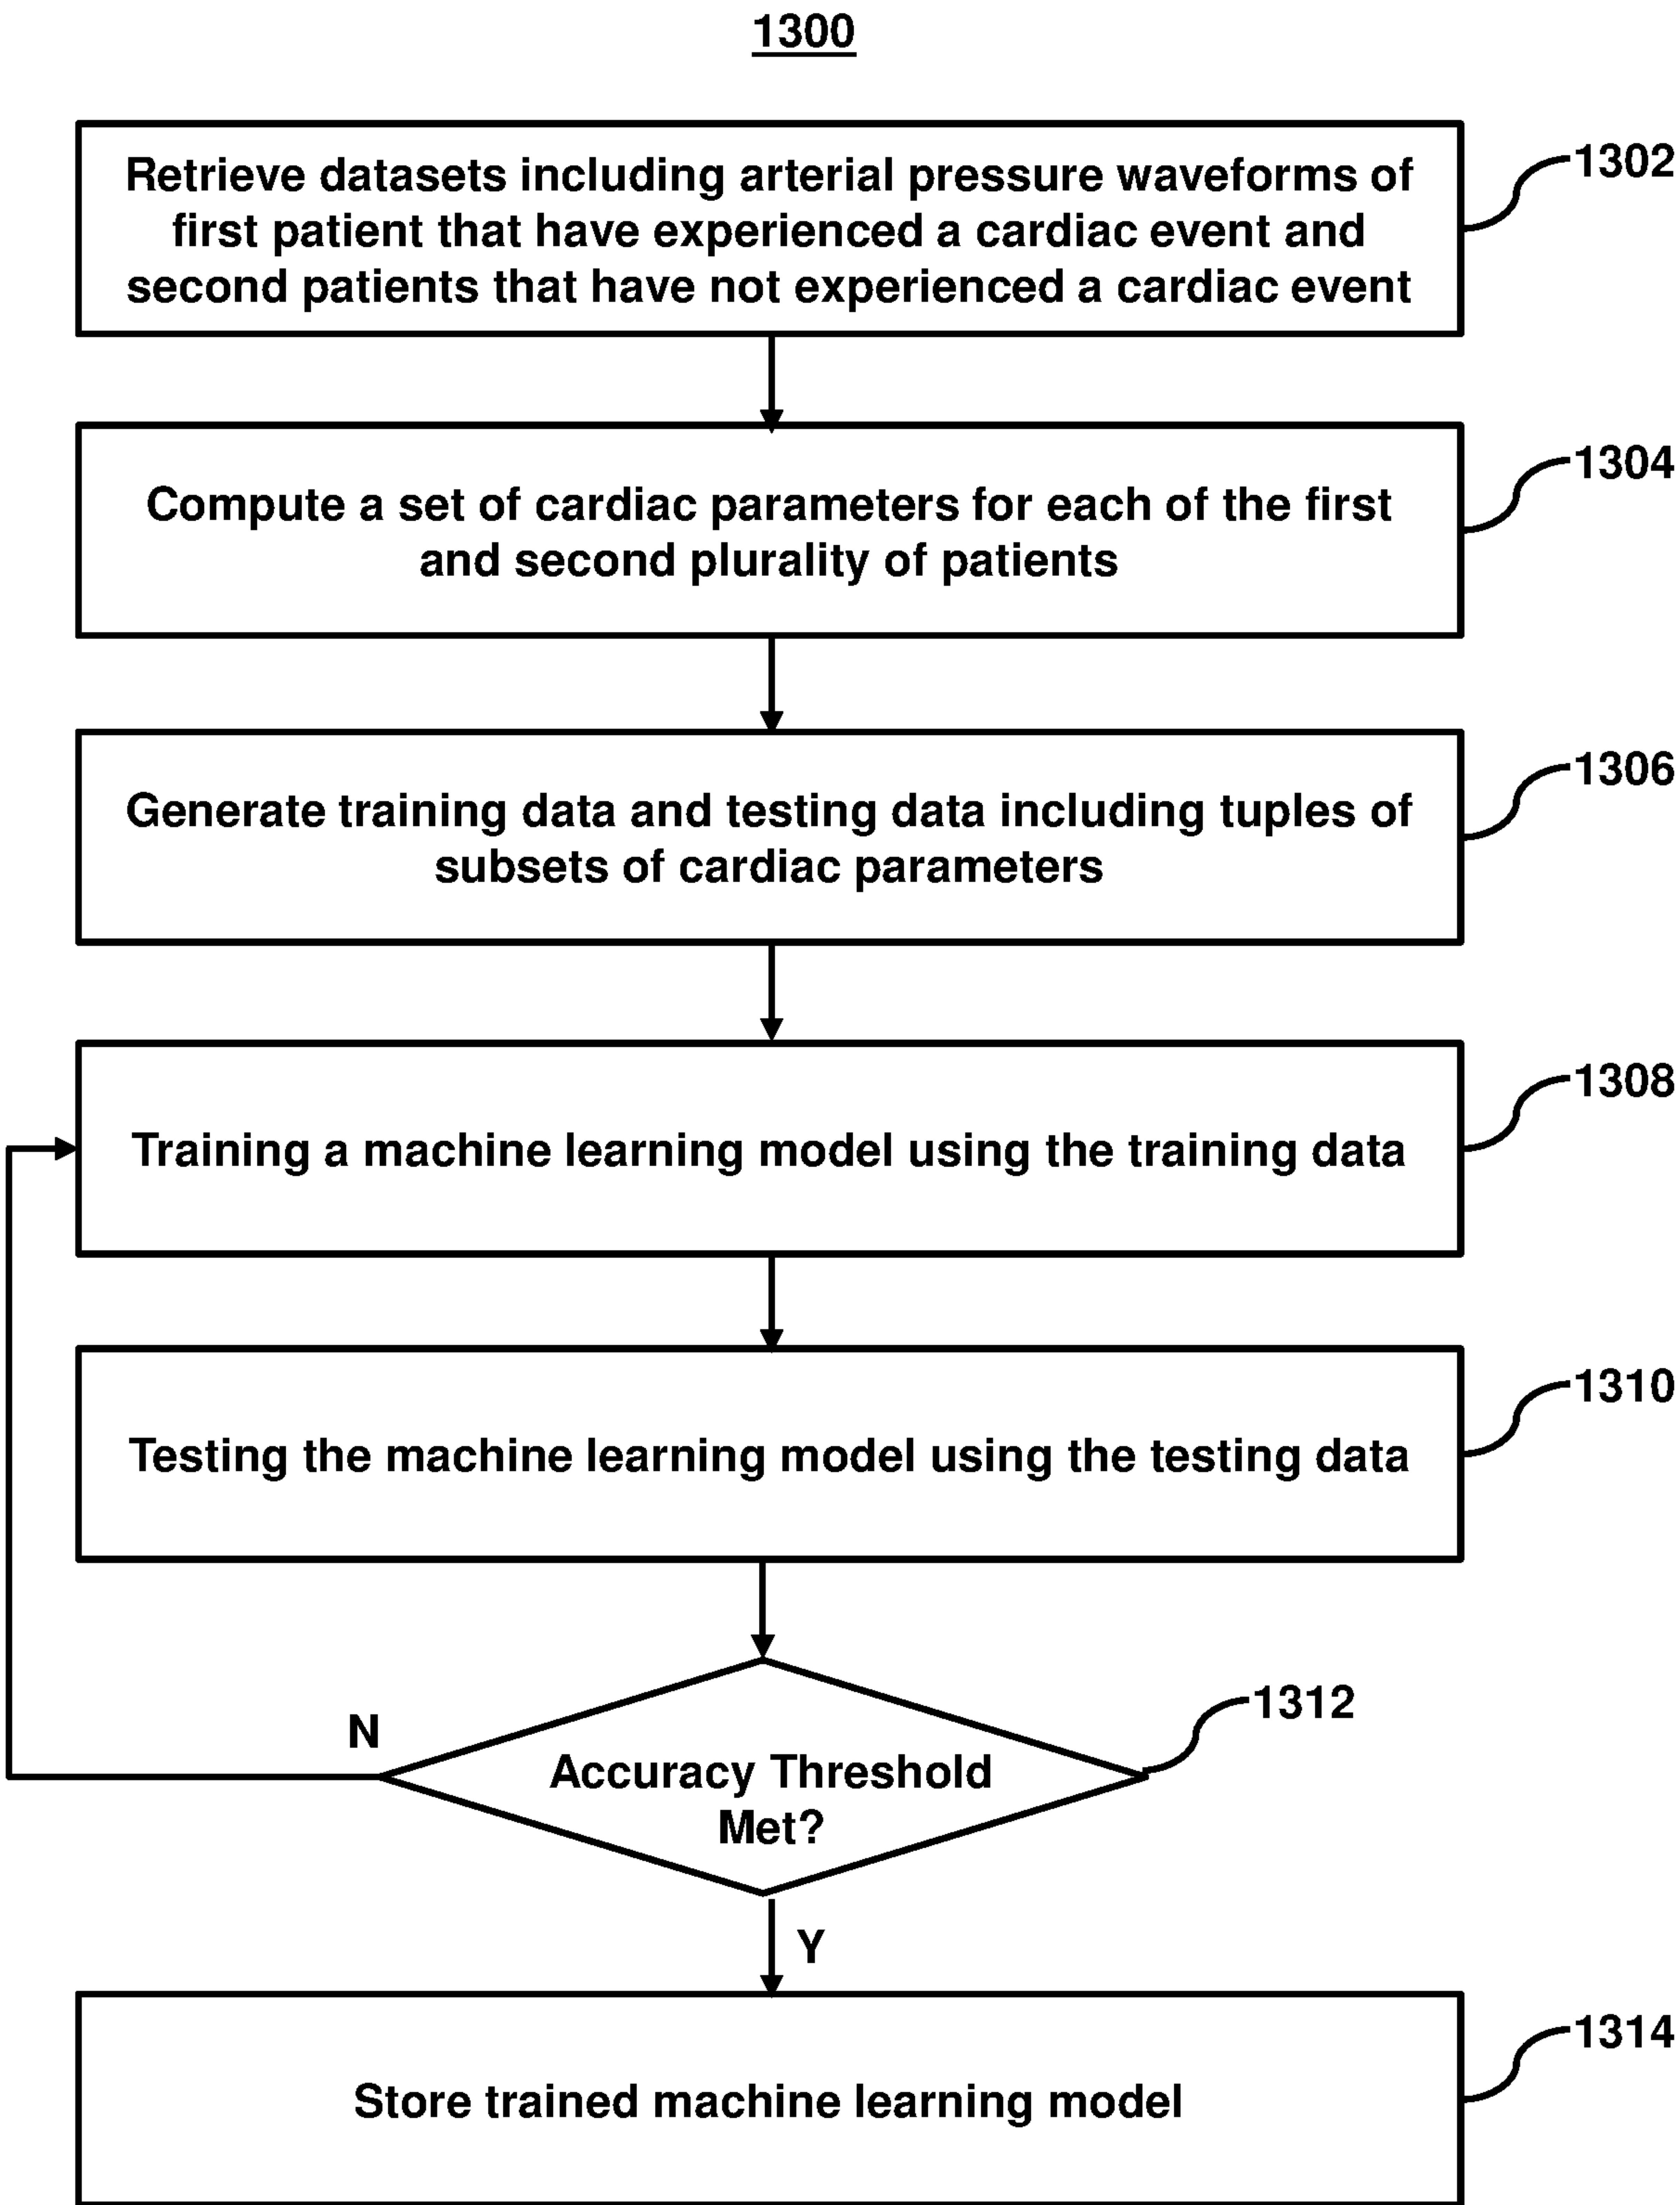 1300
Retrieve datasets including arterial pressure waveforms of
first patient that have experienced a cardiac event and
second patients that have not experienced a cardiac event
1302
Compute a set of cardiac parameters for each of the first
and second plurality of patients
1304
Generate training data and testing data including tuples of
subsets of cardiac parameters
1306
Training a machine learning model using the training data
1308
Testing the machine learning model using the testing data
1310
N
Accuracy Threshold
Met?
1312
Y
Store trained machine learning model
1314